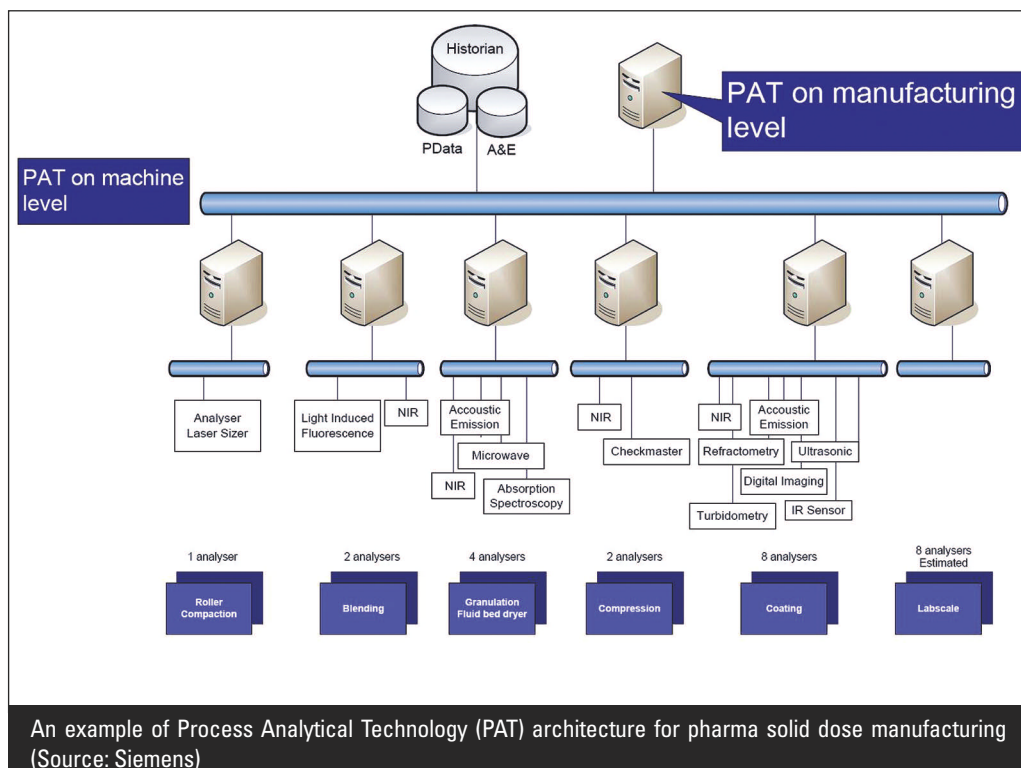 Historian
PData
A&E
PAT on manufacturing
level
PAT on machine
level
Analyser
Laser Sizer
Light Induced
Fluorescence
NIR
Accoustic
Emission
Microwave
NIR
Absorption
Spectroscopy
NIR
Checkmaster
NIR
Accoustic
Emission
Refractometry
Ultrasonic
Digital Imaging
Turbidometry
IR Sensor
1 analyser
2 analysers
4 analysers
2 analysers
8 analysers
8 analysers
Estimated
Roller
Compaction
Blending
Granulation
Fluid bed dryer
Compression
Coating
Labscale
An example of Process Analytical Technology (PAT) architecture for pharma solid dose manufacturing
(Source: Siemens)